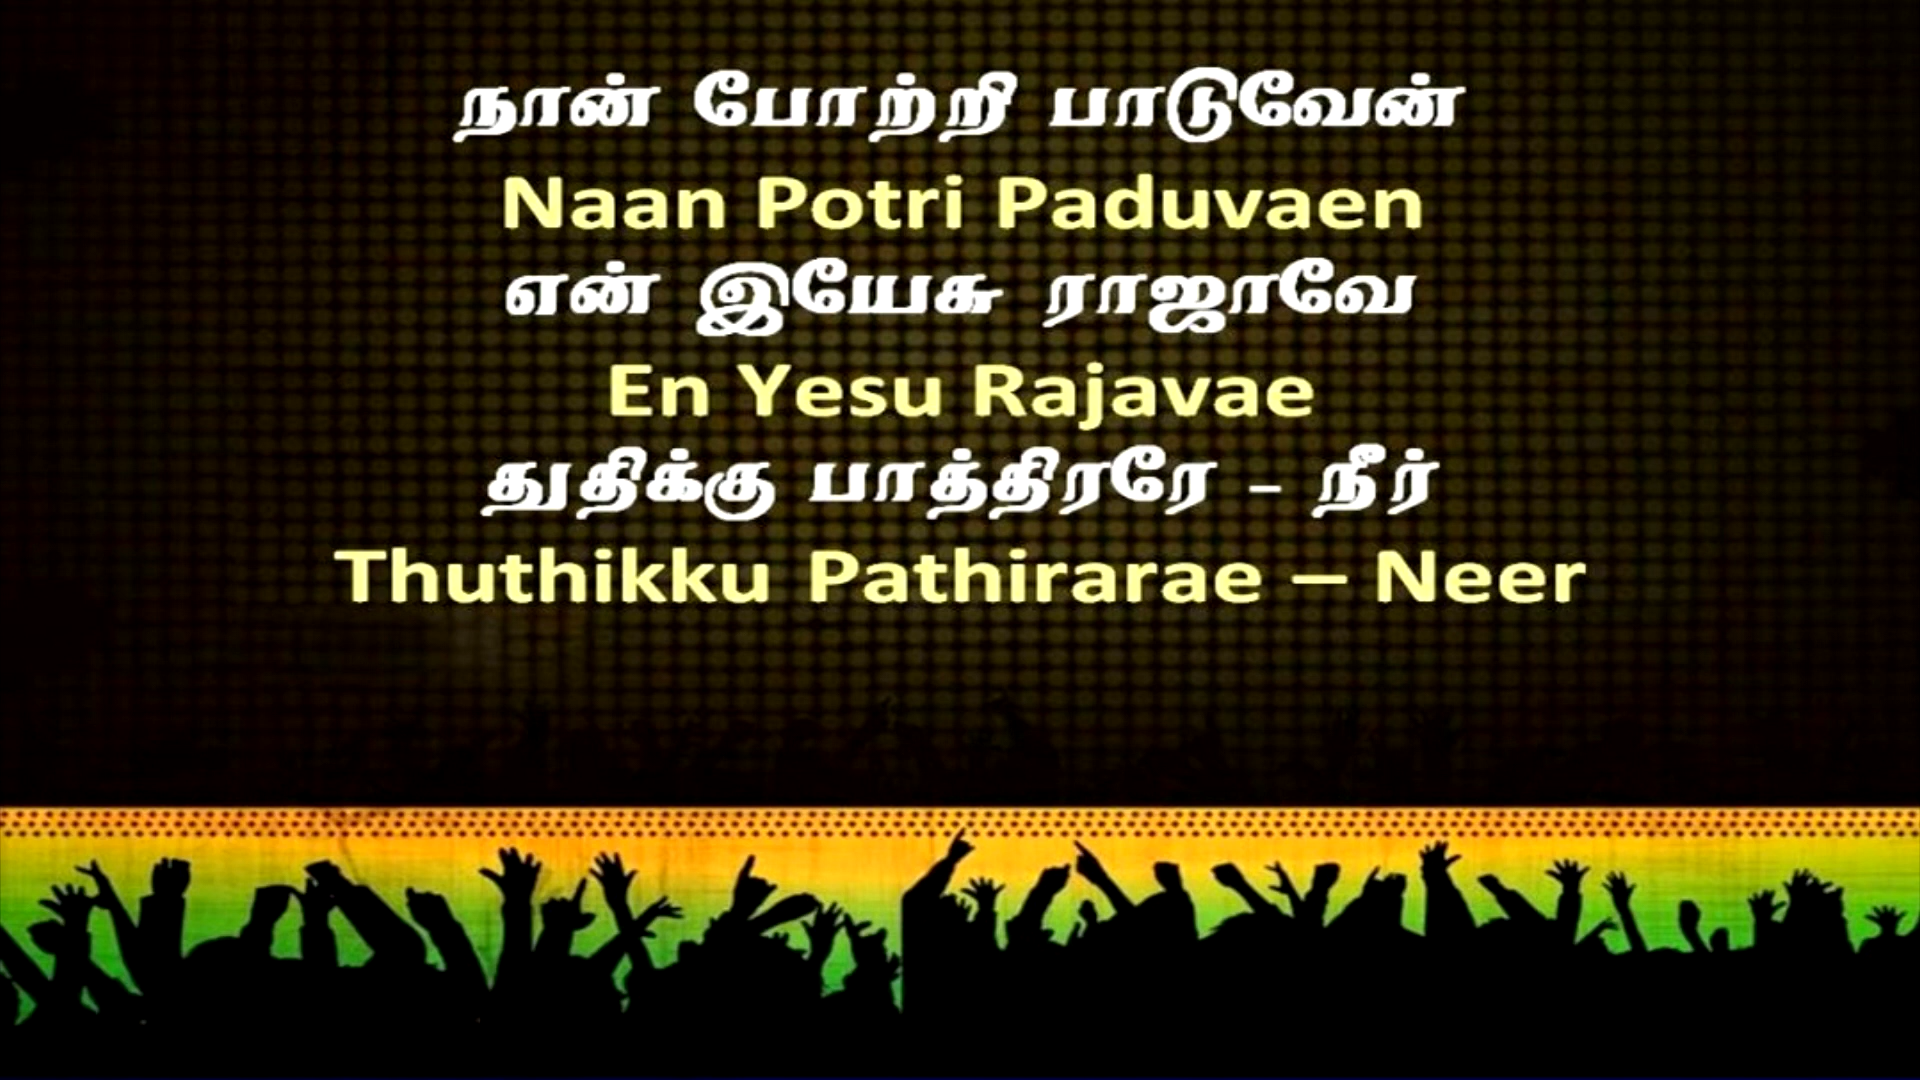 நான் போற்றி பாடுவேன்
Naan Potri Paduvaen
என் இயேசு ராஜாவே
En Yesu Rajavae
துதிக்கு பாத்திரரே – நீர்
Thuthikku Pathirarae – Neer